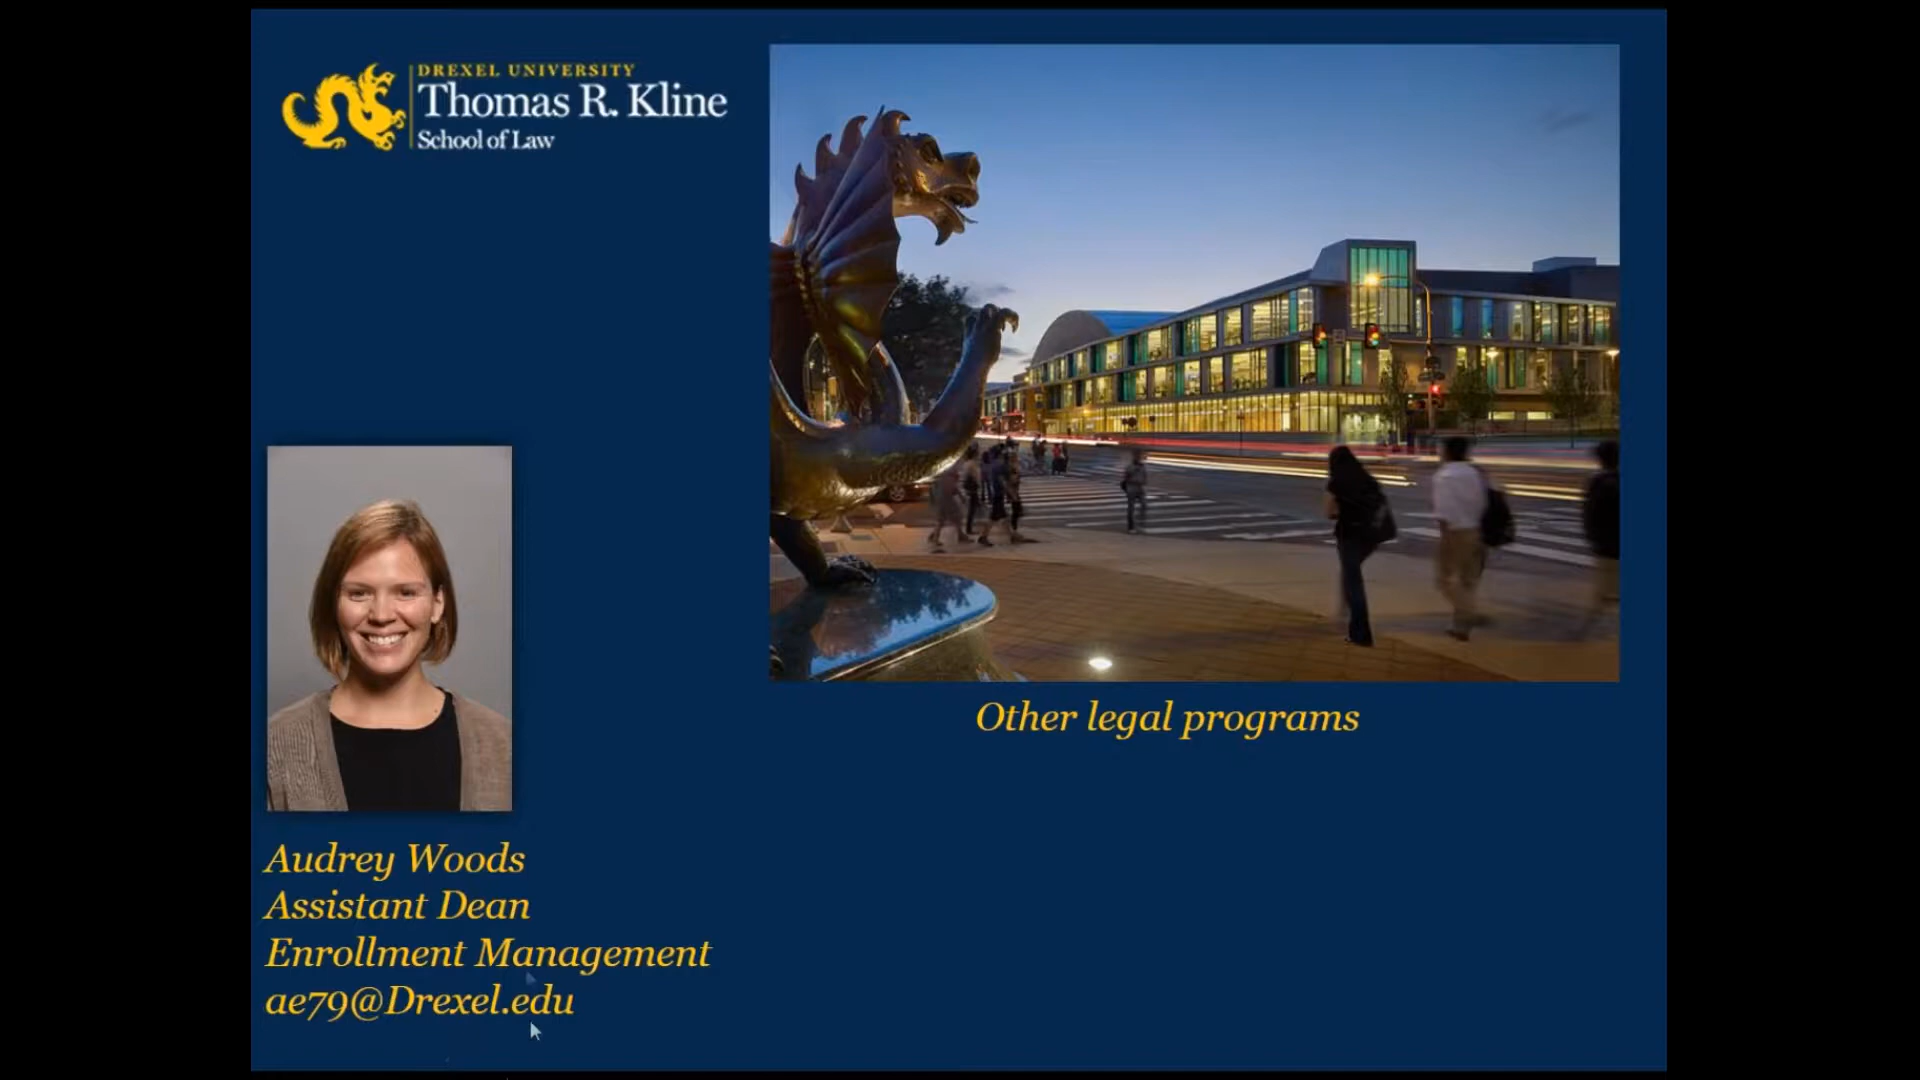 DREXEL UNIVERSITY
Thomas R. Kline
School of Law
Other legal programs
Audrey Woods
Assistant Dean
Enrollment Management
ae79@Drexel.edu